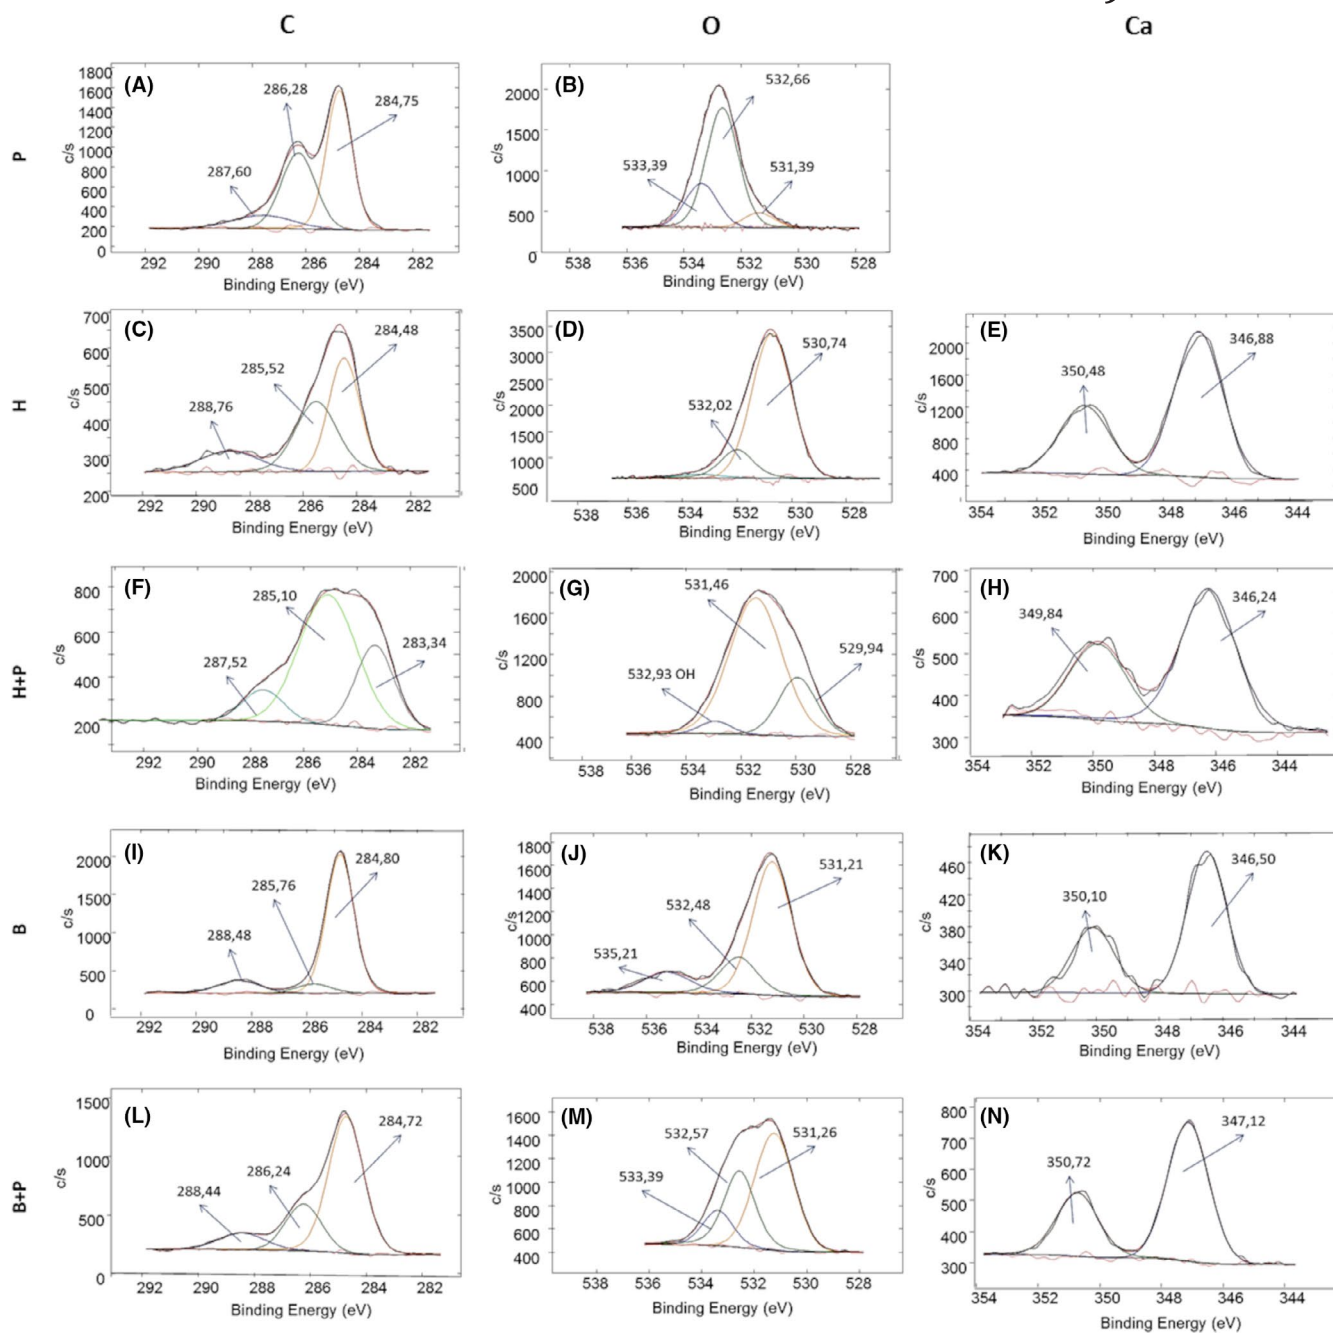 C O Ca
P
(A)
286,28
284,75
287,60
c/s
1800
1600
1400
1200
1000
800
600
400
200
0
292 290 288 286 284 282
Binding Energy (eV)
(B)
532,66
533,39
531,39
c/s
2000
1500
1000
500
0
538 536 534 532 530 528
Binding Energy (eV)
H
(C)
284,48
285,52
288,76
c/s
700
600
500
400
300
200
292 290 288 286 284 282
Binding Energy (eV)
(D)
530,74
532,02
c/s
3500
3000
2000
1500
1000
500
538 536 534 532 530 528
Binding Energy (eV)
(E)
346,88
350,48
c/s
2000
1600
1200
800
400
354 352 350 348 346 344
Binding Energy (eV)
H+P
(F)
285,10
283,34
287,52
c/s
800
600
400
200
292 290 288 286 284 282
Binding Energy (eV)
(G)
531,46
529,94
532,93 OH
c/s
2000
1600
1200
800
400
538 536 534 532 530 528
Binding Energy (eV)
(H)
346,24
349,84
c/s
700
600
500
400
300
354 352 350 348 346 344
Binding Energy (eV)
B
(I)
284,80
285,76
288,48
c/s
2000
1500
1000
500
0
292 290 288 286 284 282
Binding Energy (eV)
(J)
531,21
532,48
535,21
c/s
1800
1600
1400
1200
1000
800
600
400
538 536 534 532 530 528
Binding Energy (eV)
(K)
346,50
350,10
c/s
460
420
380
340
300
354 352 350 348 346 344
Binding Energy (eV)
B+P
(L)
284,72
286,24
288,44
c/s
1500
1000
500
0
292 290 288 286 284 282
Binding Energy (eV)
(M)
532,57
531,26
533,39
c/s
1600
1400
1200
1000
800
600
400
538 536 534 532 530 528
Binding Energy (eV)
(N)
347,12
350,72
c/s
800
700
600
500
400
300
354 352 350 348 346 344
Binding Energy (eV)